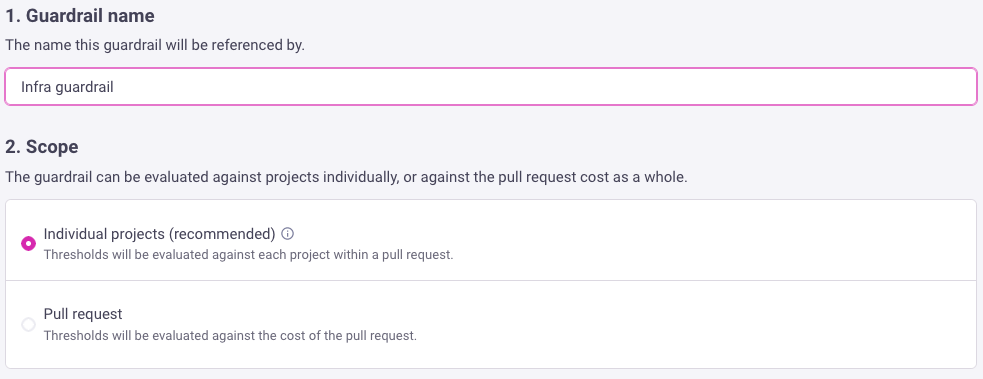 1. Guardrail name
The name this guardrail will be referenced by.
Infra guardrail
2. Scope
The guardrail can be evaluated against projects individually, or against the pull request cost as a whole.
Individual projects (recommended)
Thresholds will be evaluated against each project within a pull request.
Pull request
Thresholds will be evaluated against the cost of the pull request.